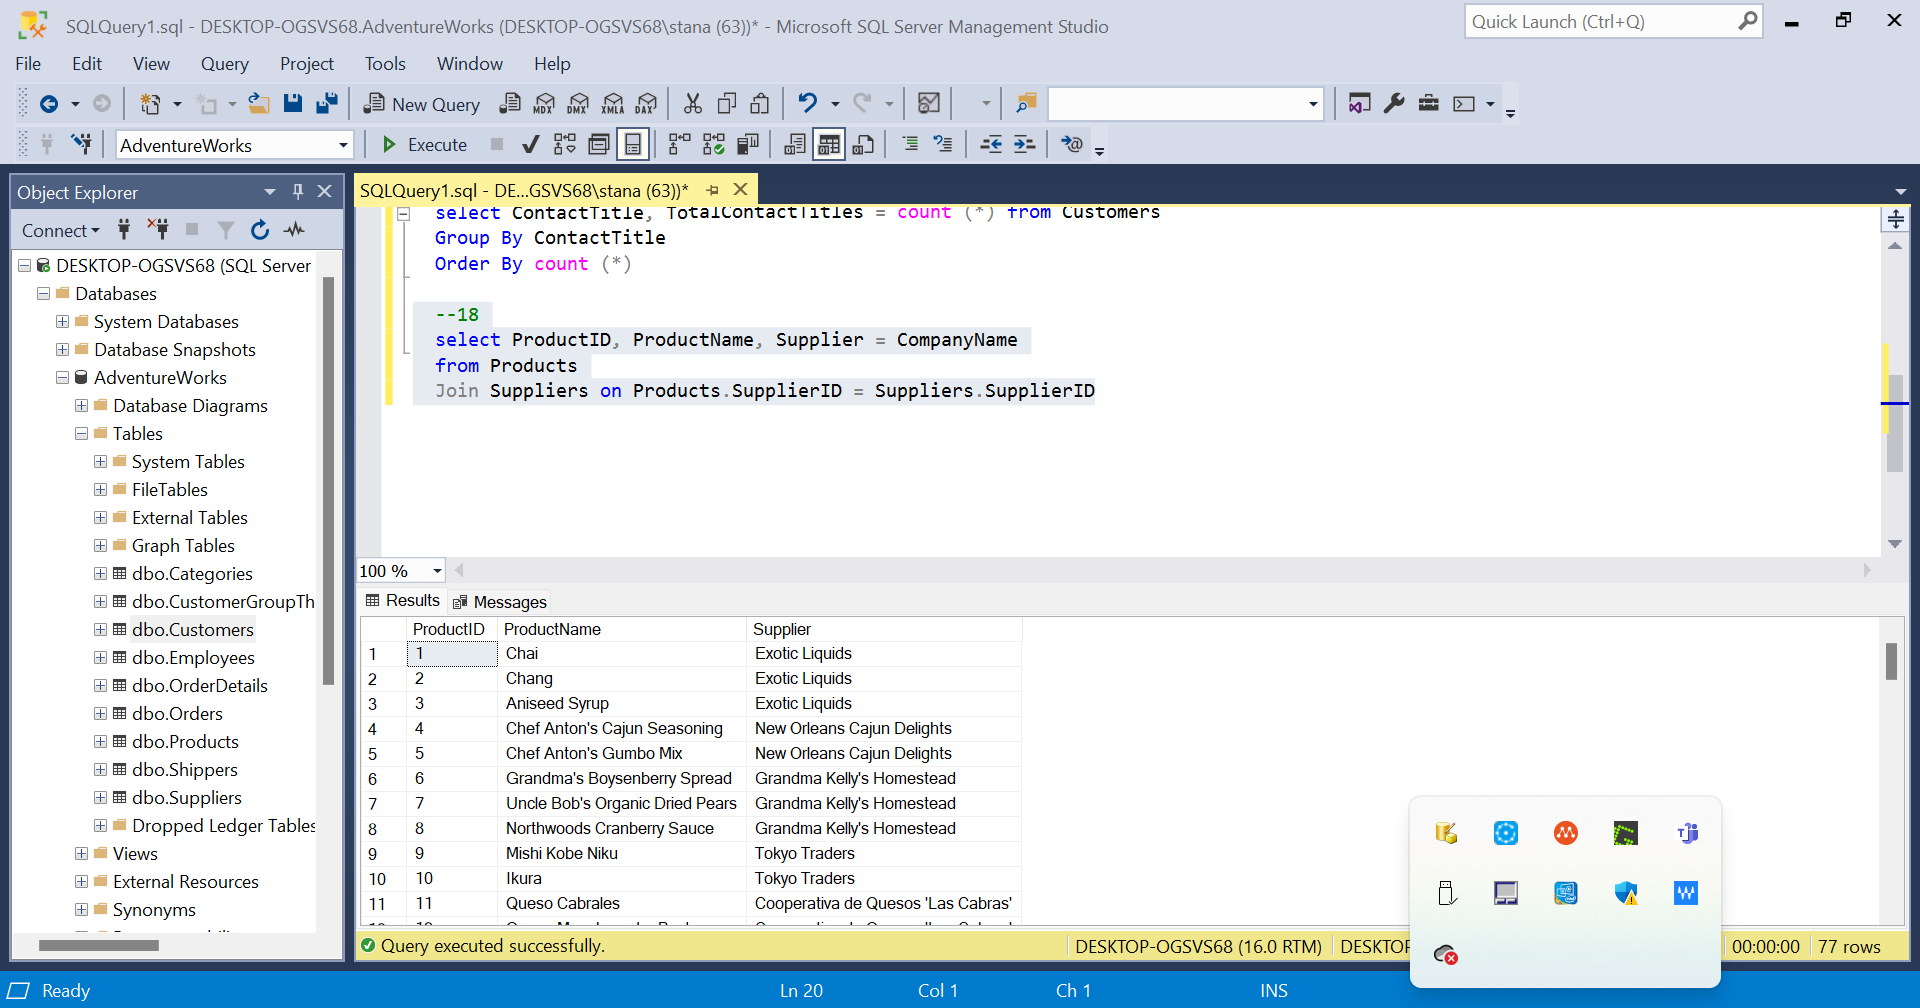 SQLQuery1.sql - DESKTOP-OGSVS68.AdventureWorks (DESKTOP-OGSVS68\stana (63))* - Microsoft SQL Server Management Studio
Quick Launch (Ctrl+Q)
File Edit View Query Project Tools Window Help
New Query MDX DMX XMLA DAX
AdventureWorks Execute
Object Explorer
Connect
DESKTOP-OGSVS68 (SQL Server
Databases
System Databases
Database Snapshots
AdventureWorks
Database Diagrams
Tables
System Tables
FileTables
External Tables
Graph Tables
dbo.Categories
dbo.CustomerGroupTh
dbo.Customers
dbo.Employees
dbo.OrderDetails
dbo.Orders
dbo.Products
dbo.Shippers
dbo.Suppliers
Dropped Ledger Tables
Views
External Resources
Synonyms
SQLQuery1.sql - DE...GSVS68\stana (63))*
select ContactTitle, TotalContactTitles = count (*) from Customers
Group By ContactTitle
Order By count (*)
--18
select ProductID, ProductName, Supplier = CompanyName
from Products
Join Suppliers on Products.SupplierID = Suppliers.SupplierID
100 %
Results Messages
ProductID ProductName Supplier
1 1 Chai Exotic Liquids
2 2 Chang Exotic Liquids
3 3 Aniseed Syrup Exotic Liquids
4 4 Chef Anton's Cajun Seasoning New Orleans Cajun Delights
5 5 Chef Anton's Gumbo Mix New Orleans Cajun Delights
6 6 Grandma's Boysenberry Spread Grandma Kelly's Homestead
7 7 Uncle Bob's Organic Dried Pears Grandma Kelly's Homestead
8 8 Northwoods Cranberry Sauce Grandma Kelly's Homestead
9 9 Mishi Kobe Niku Tokyo Traders
10 10 Ikura Tokyo Traders
11 11 Queso Cabrales Cooperativa de Quesos 'Las Cabras'
Query executed successfully. DESKTOP-OGSVS68 (16.0 RTM) DESKTOP 00:00:00 77 rows
Ready Ln 20 Col 1 Ch 1 INS